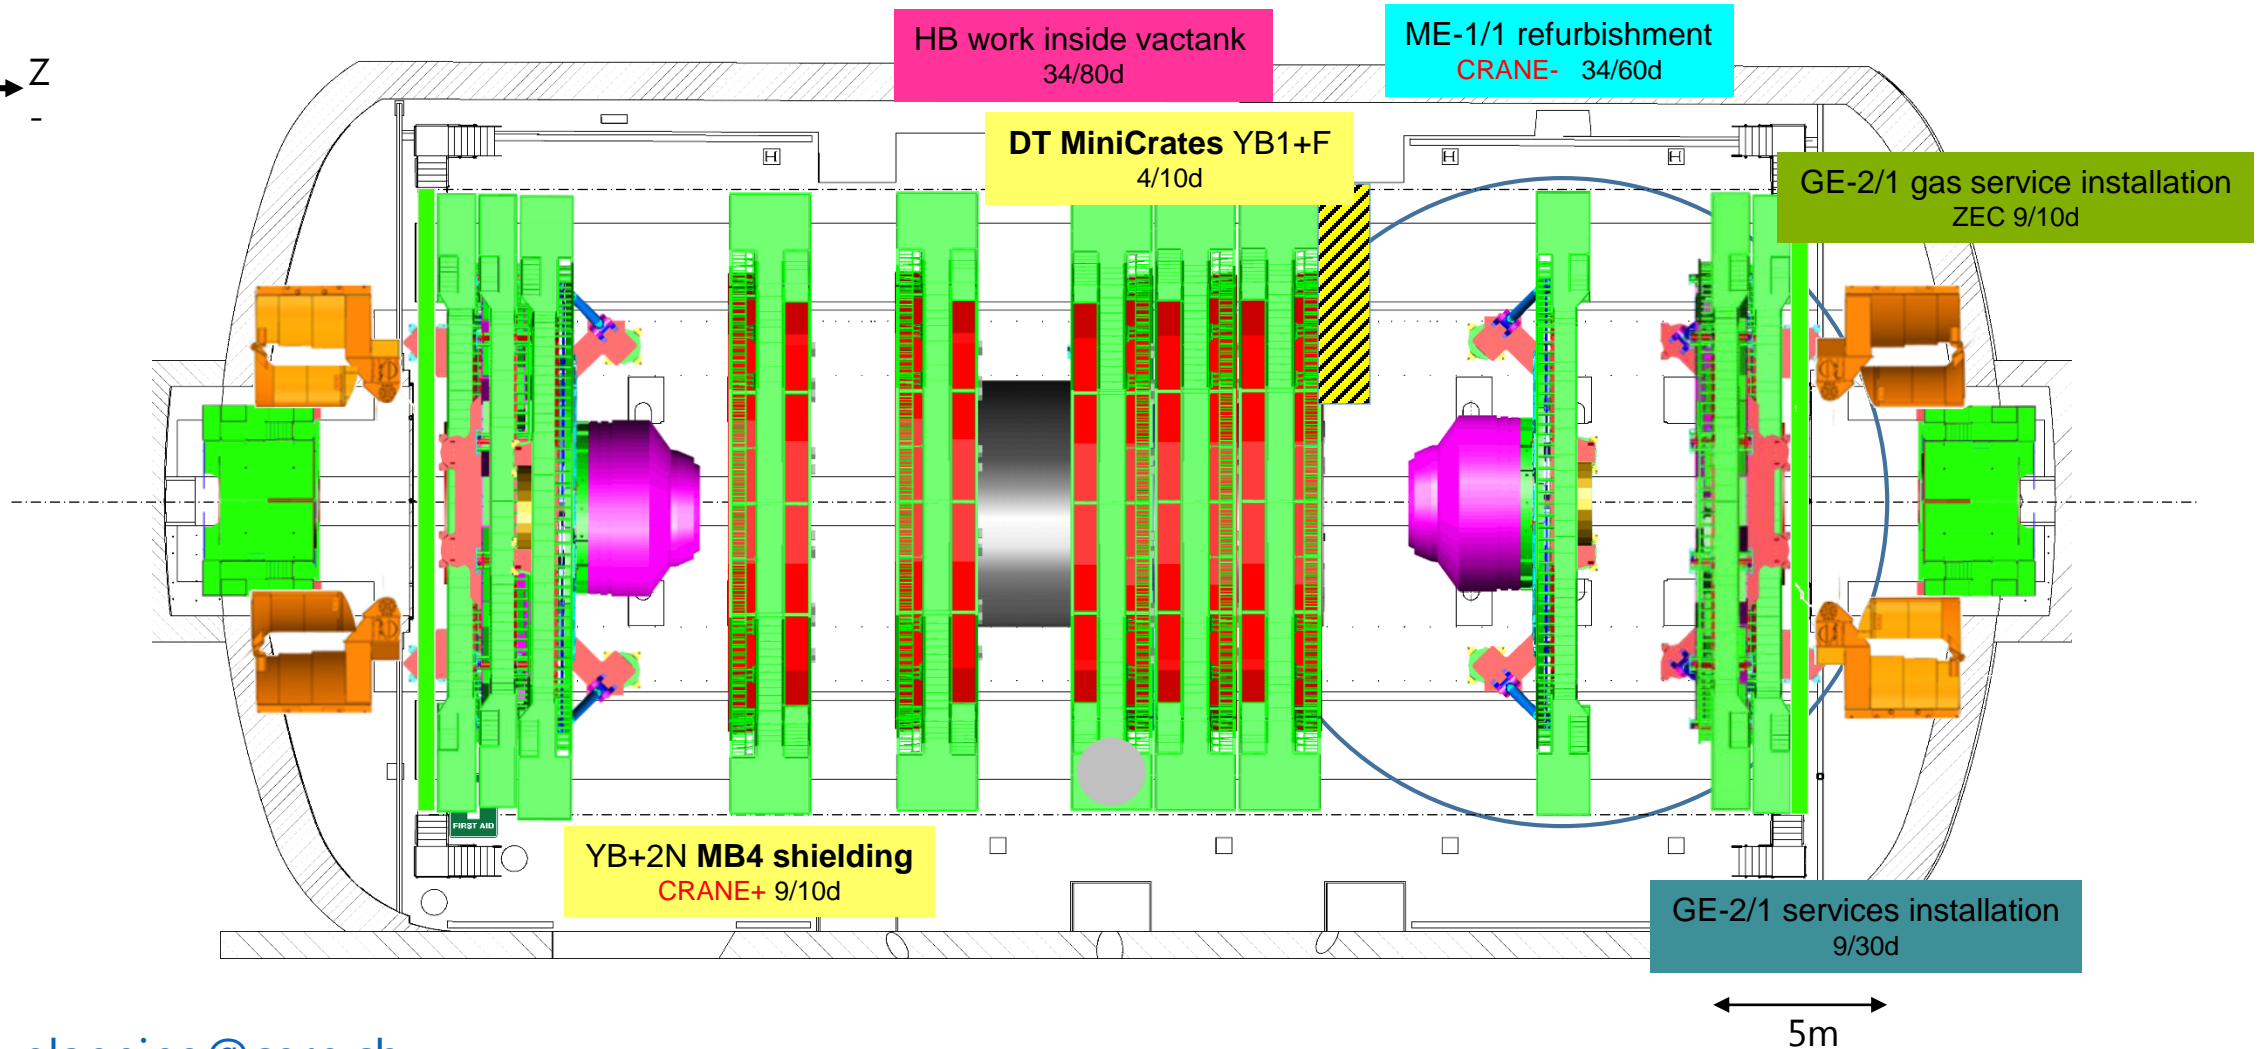 HB work inside vactank
34/80d
ME-1/1 refurbishment
CRANE- 34/60d
Z
-
DT MiniCrates YB1+F
4/10d
H
H
H
GE-2/1 gas service installation
ZEC 9/10d
FIRST AID
YB+2N MB4 shielding
CRANE+ 9/10d
GE-2/1 services installation
9/30d
5m